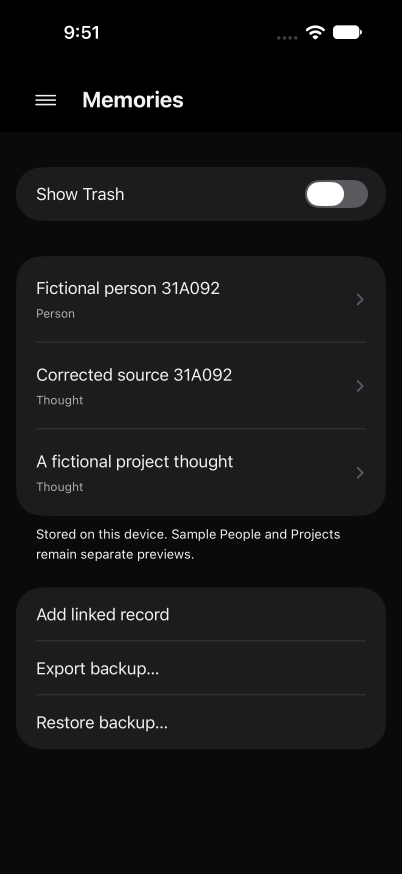 9:51
Memories
Show Trash
Fictional person 31A092
Person
Corrected source 31A092
Thought
A fictional project thought
Thought
Stored on this device. Sample People and Projects
remain separate previews.
Add linked record
Export backup...
Restore backup...